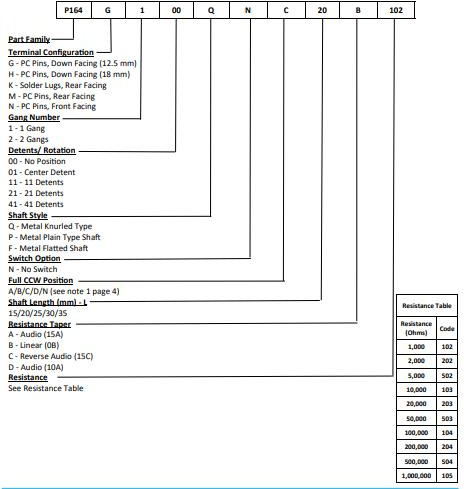 P164 G 1 00 Q N C 20 B 102
Part Family
Terminal Configuration
G - PC Pins, Down Facing (12.5 mm)
H - PC Pins, Down Facing (18 mm)
K - Solder Lugs, Rear Facing
M - PC Pins, Rear Facing
N - PC Pins, Front Facing
Gang Number
1 - 1 Gang
2 - 2 Gangs
Detents/ Rotation
00 - No Position
01 - Center Detent
11 - 11 Detents
21 - 21 Detents
41 - 41 Detents
Shaft Style
Q - Metal Knurled Type
P - Metal Plain Type Shaft
F - Metal Flatted Shaft
Switch Option
N - No Switch
Full CCW Position
A/B/C/D/N (see note 1 page 4)
Shaft Length (mm) - L
15/20/25/30/35
Resistance Taper
A - Audio (15A)
B - Linear (0B)
C - Reverse Audio (15C)
D - Audio (10A)
Resistance
See Resistance Table
Resistance Table
Resistance (Ohms) Code
1,000 102
2,000 202
5,000 502
10,000 103
20,000 203
50,000 503
100,000 104
200,000 204
500,000 504
1,000,000 105